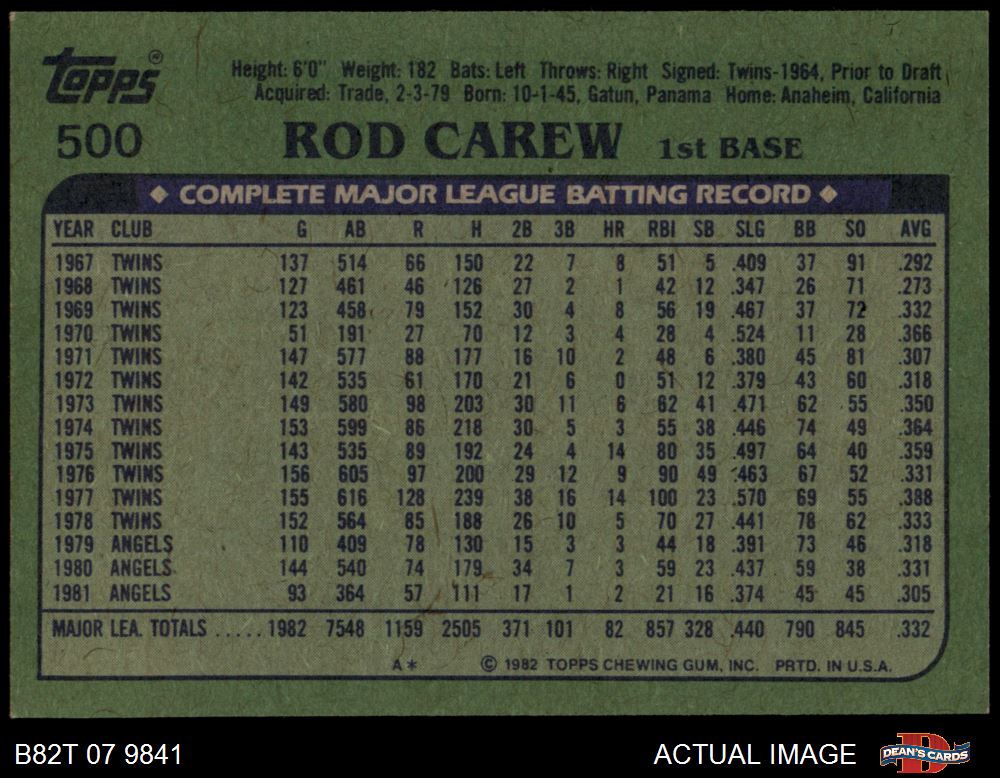 Topps®
Height: 6'0" Weight: 182 Bats: Left Throws: Right Signed: Twins-1964, Prior to Draft
Acquired: Trade, 2-3-79 Born: 10-1-45, Gatun, Panama Home: Anaheim, California
500 ROD CAREW 1st BASE
◆ COMPLETE MAJOR LEAGUE BATTING RECORD ◆
YEAR CLUB G AB R H 2B 3B HR RBI SB SLG BB SO AVG
1967 TWINS 137 514 66 150 22 7 8 51 5 .409 37 91 .292
1968 TWINS 127 461 46 126 27 2 1 42 12 .347 26 71 .273
1969 TWINS 123 458 79 152 30 4 8 56 19 .467 37 72 .332
1970 TWINS 51 191 27 70 12 3 4 28 4 .524 11 28 .366
1971 TWINS 147 577 88 177 16 10 2 48 6 .380 45 81 .307
1972 TWINS 142 535 61 170 21 6 0 51 12 .379 43 60 .318
1973 TWINS 149 580 98 203 30 11 6 62 41 .471 62 55 .350
1974 TWINS 153 599 86 218 30 5 3 55 38 .446 74 49 .364
1975 TWINS 143 535 89 192 24 4 14 80 35 .497 64 40 .359
1976 TWINS 156 605 97 200 29 12 9 90 49 .463 67 52 .331
1977 TWINS 155 616 128 239 38 16 14 100 23 .570 69 55 .388
1978 TWINS 152 564 85 188 26 10 5 70 27 .441 78 62 .333
1979 ANGELS 110 409 78 130 15 3 3 44 18 .391 73 46 .318
1980 ANGELS 144 540 74 179 34 7 3 59 23 .437 59 38 .331
1981 ANGELS 93 364 57 111 17 1 2 21 16 .374 45 45 .305
MAJOR LEA. TOTALS ..... 1982 7548 1159 2505 371 101 82 857 328 .440 790 845 .332
A* © 1982 TOPPS CHEWING GUM, INC. PRTD. IN U.S.A.
B82T 07 9841 ACTUAL IMAGE D DEAN'S CARDS